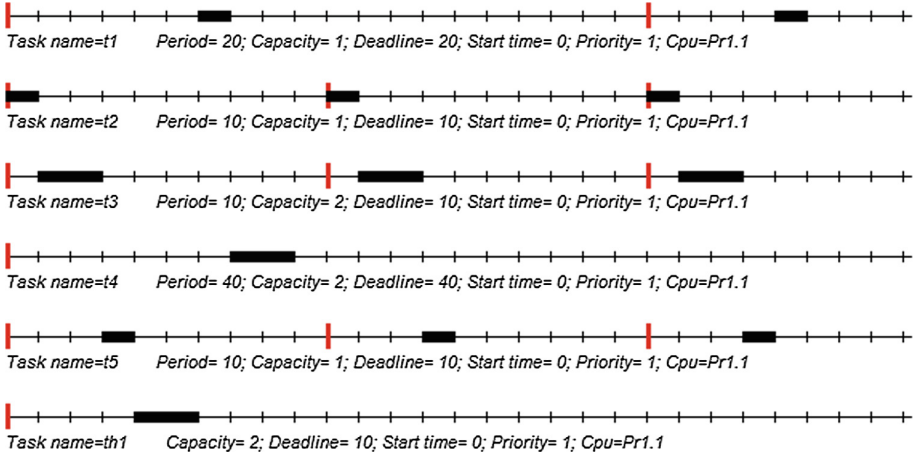 Task name=t1 Period= 20; Capacity= 1; Deadline= 20; Start time= 0; Priority= 1; Cpu=Pr1.1
Task name=t2 Period= 10; Capacity= 1; Deadline= 10; Start time= 0; Priority= 1; Cpu=Pr1.1
Task name=t3 Period= 10; Capacity= 2; Deadline= 10; Start time= 0; Priority= 1; Cpu=Pr1.1
Task name=t4 Period= 40; Capacity= 2; Deadline= 40; Start time= 0; Priority= 1; Cpu=Pr1.1
Task name=t5 Period= 10; Capacity= 1; Deadline= 10; Start time= 0; Priority= 1; Cpu=Pr1.1
Task name=th1 Capacity= 2; Deadline= 10; Start time= 0; Priority= 1; Cpu=Pr1.1